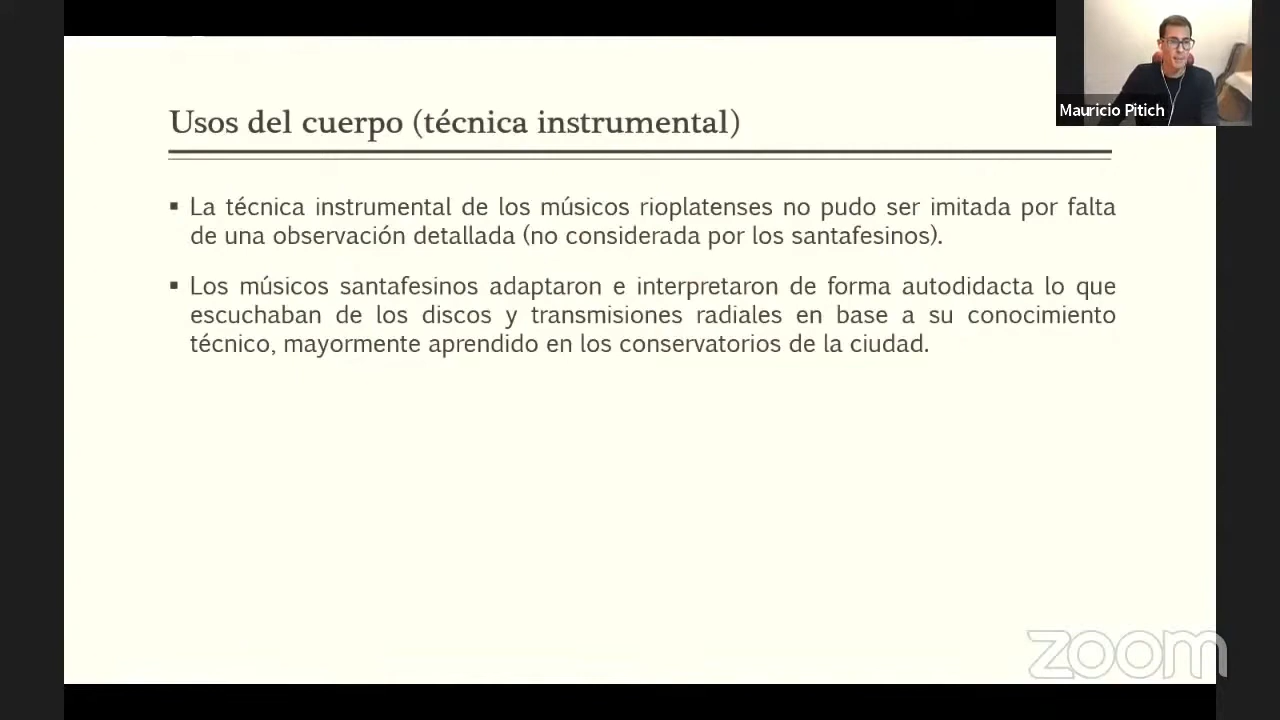 Usos del cuerpo (técnica instrumental)
Mauricio Pitich
▪ La técnica instrumental de los músicos rioplatenses no pudo ser imitada por falta
de una observación detallada (no considerada por los santafesinos).
▪ Los músicos santafesinos adaptaron e interpretaron de forma autodidacta lo que
escuchaban de los discos y transmisiones radiales en base a su conocimiento
técnico, mayormente aprendido en los conservatorios de la ciudad.
zoom